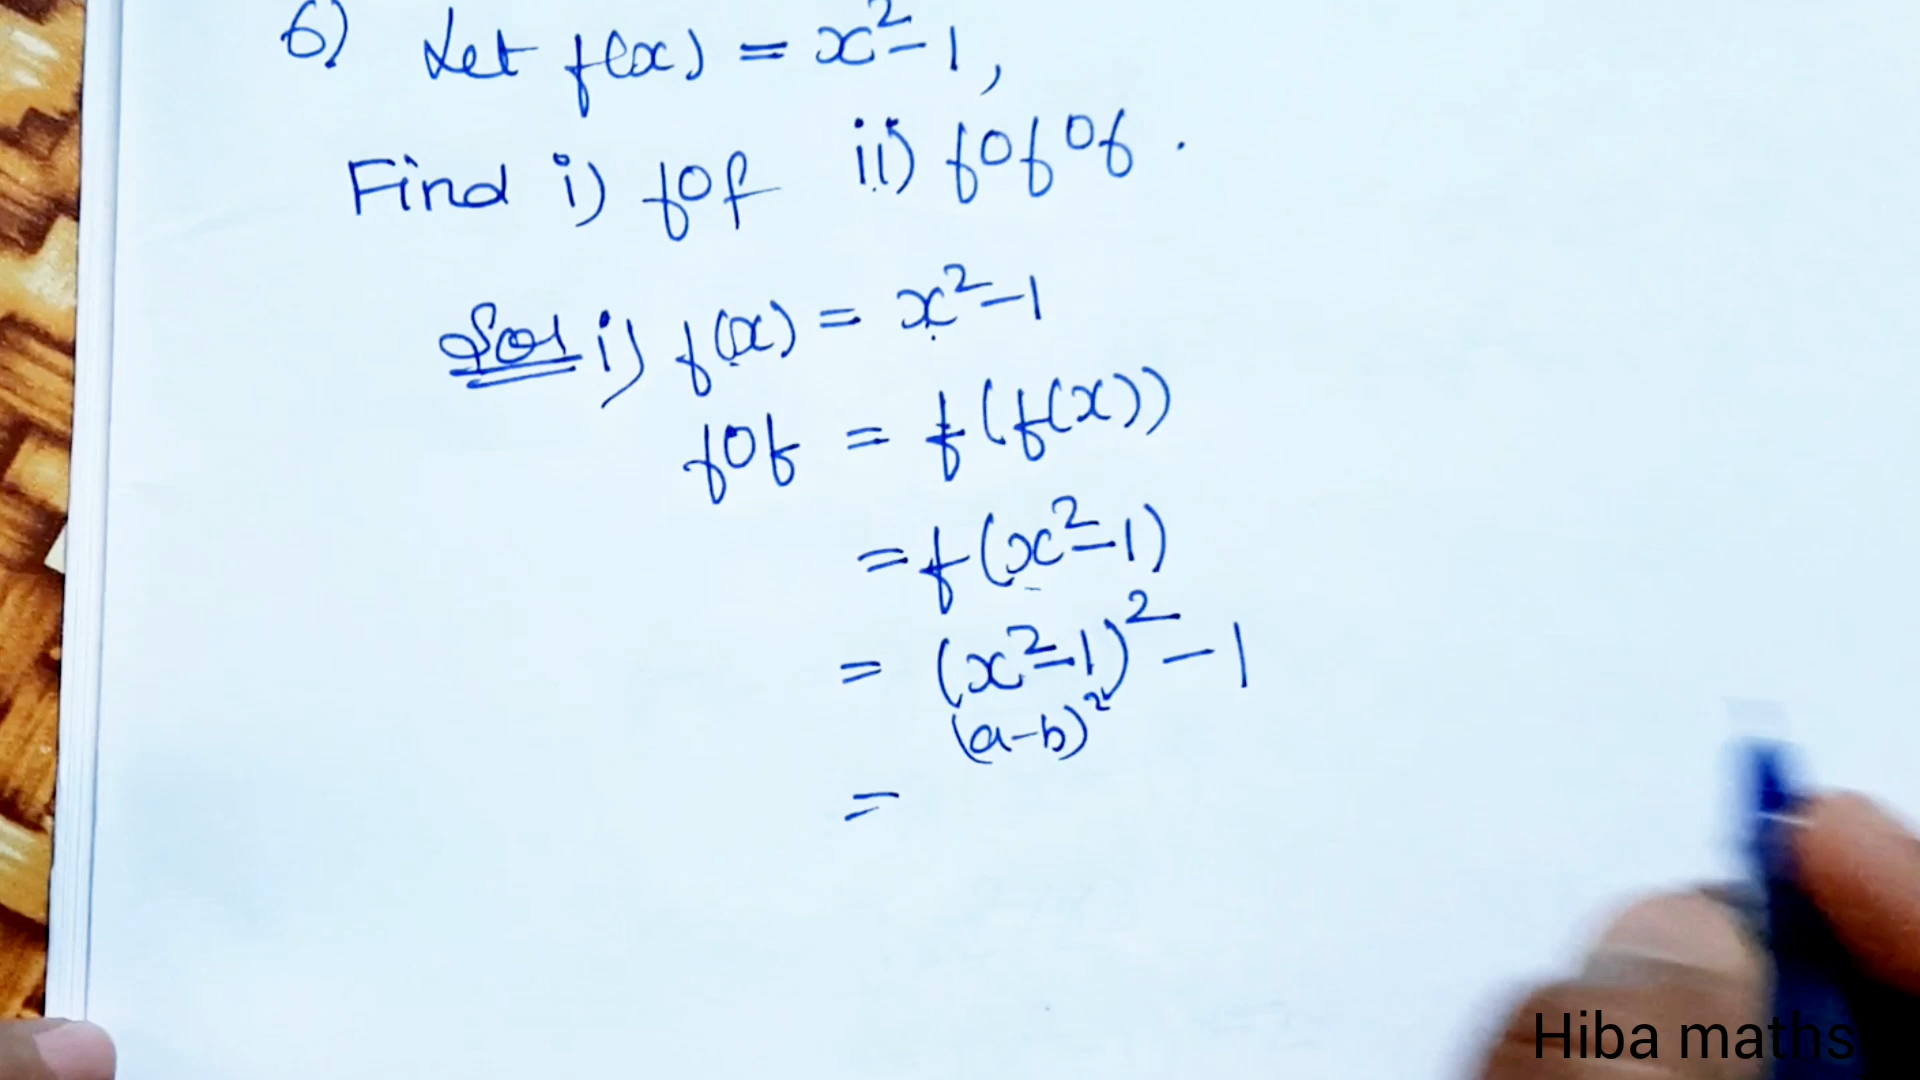 6) Let f(x) = x²-1,
Find i) fof ii) fofof.
Sol i) f(x) = x²-1
fof = f(f(x))
= f(x²-1)
= (x²-1)² - 1
(a-b)²
=
Hiba maths